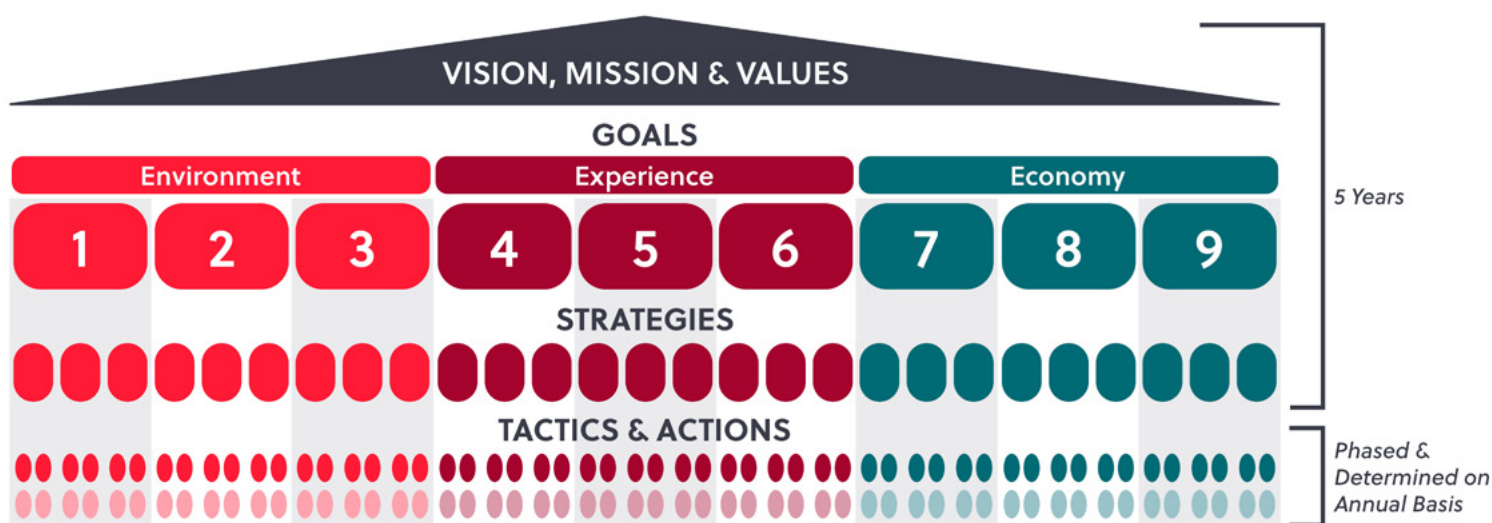 VISION, MISSION & VALUES
GOALS
Environment
Experience
Economy
1
2
3
4
5
6
7
8
9
5 Years
STRATEGIES
TACTICS & ACTIONS
Phased &
Determined on
Annual Basis